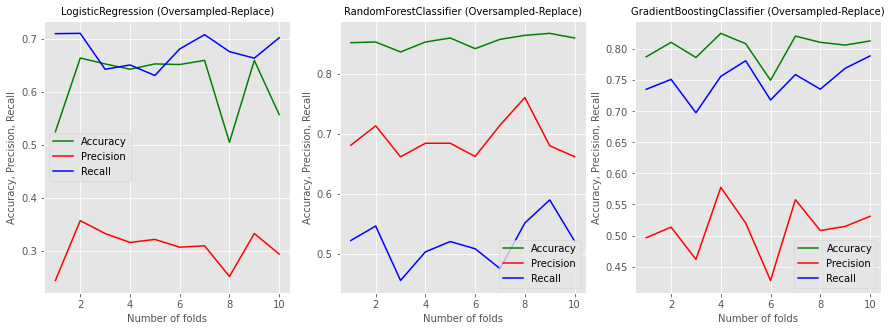 LogisticRegression (Oversampled-Replace)
Accuracy, Precision, Recall
0.7
0.6
0.5
0.4
0.3
Accuracy
Precision
Recall
2
4
6
8
10
Number of folds
RandomForestClassifier (Oversampled-Replace)
Accuracy, Precision, Recall
0.9
0.8
0.7
0.6
0.5
Accuracy
Precision
Recall
2
4
6
8
10
Number of folds
GradientBoostingClassifier (Oversampled-Replace)
Accuracy, Precision, Recall
0.80
0.75
0.70
0.65
0.60
0.55
0.50
0.45
Accuracy
Precision
Recall
2
4
6
8
10
Number of folds